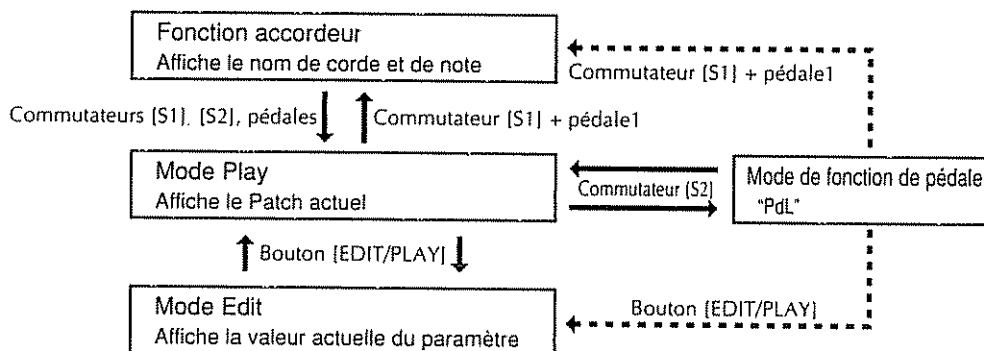 Fonction accordeur
Affiche le nom de corde et de note
Commutateur [S1] + pédale1
Commutateurs [S1], [S2], pédales
Commutateur [S1] + pédale1
Mode Play
Affiche le Patch actuel
Commutateur [S2]
Mode de fonction de pédale
"PdL"
Bouton [EDIT/PLAY]
Mode Edit
Affiche la valeur actuelle du paramètre
Bouton [EDIT/PLAY]